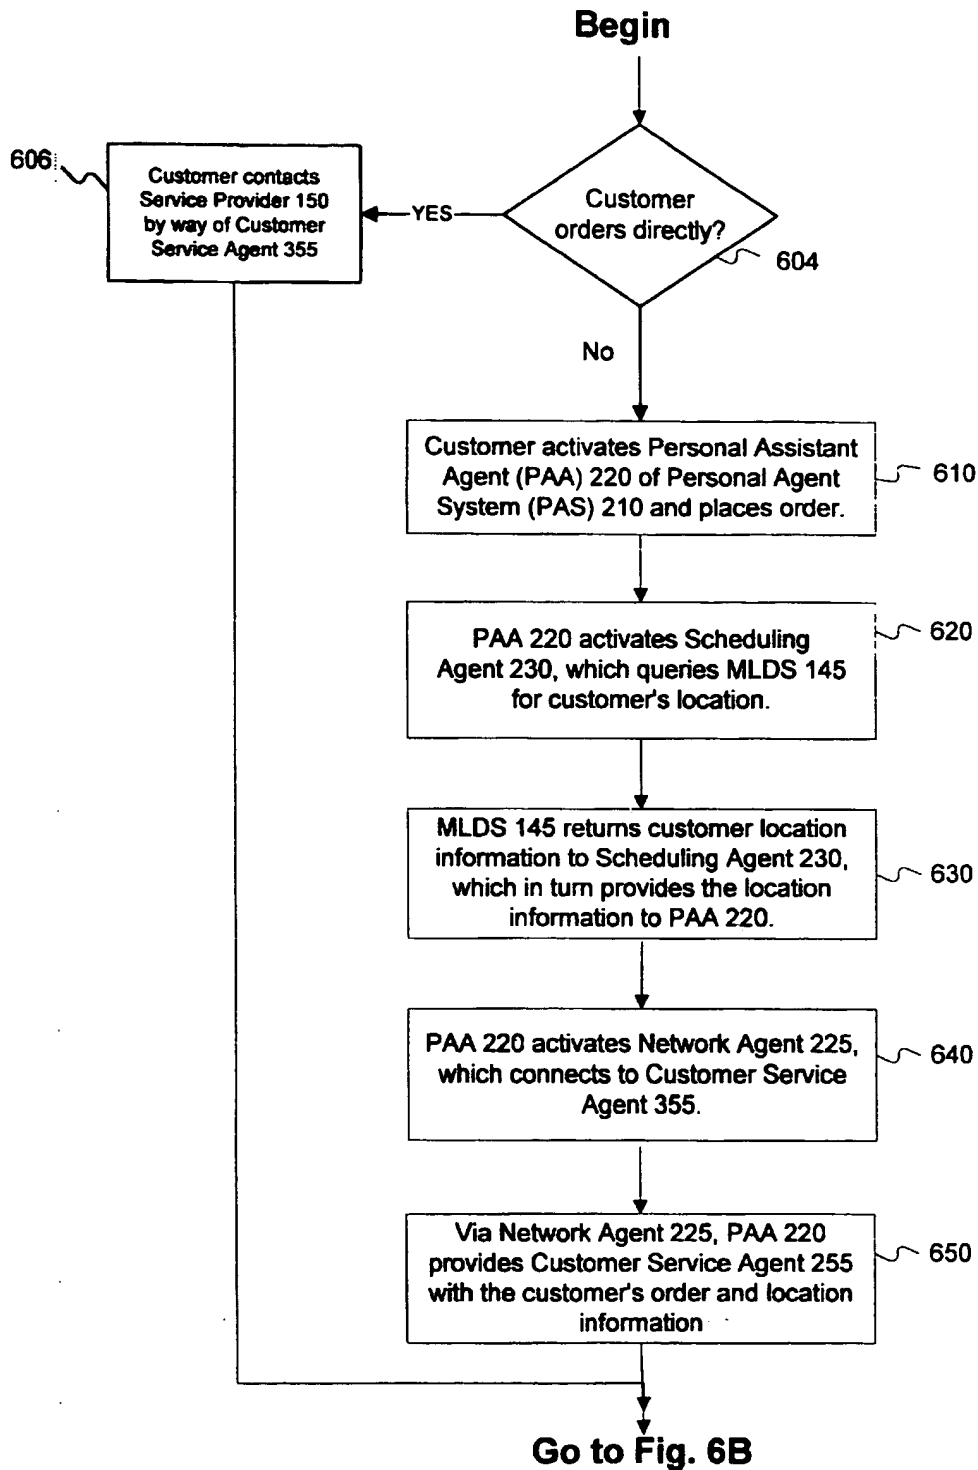 Begin
606
Customer contacts
Service Provider 150
by way of Customer
Service Agent 355
YES
Customer
orders directly?
604
No
Customer activates Personal Assistant
Agent (PAA) 220 of Personal Agent
System (PAS) 210 and places order.
610
PAA 220 activates Scheduling
Agent 230, which queries MLDS 145
for customer's location.
620
MLDS 145 returns customer location
information to Scheduling Agent 230,
which in turn provides the location
information to PAA 220.
630
PAA 220 activates Network Agent 225,
which connects to Customer Service
Agent 355.
640
Via Network Agent 225, PAA 220
provides Customer Service Agent 255
with the customer's order and location
information
650
Go to Fig. 6B